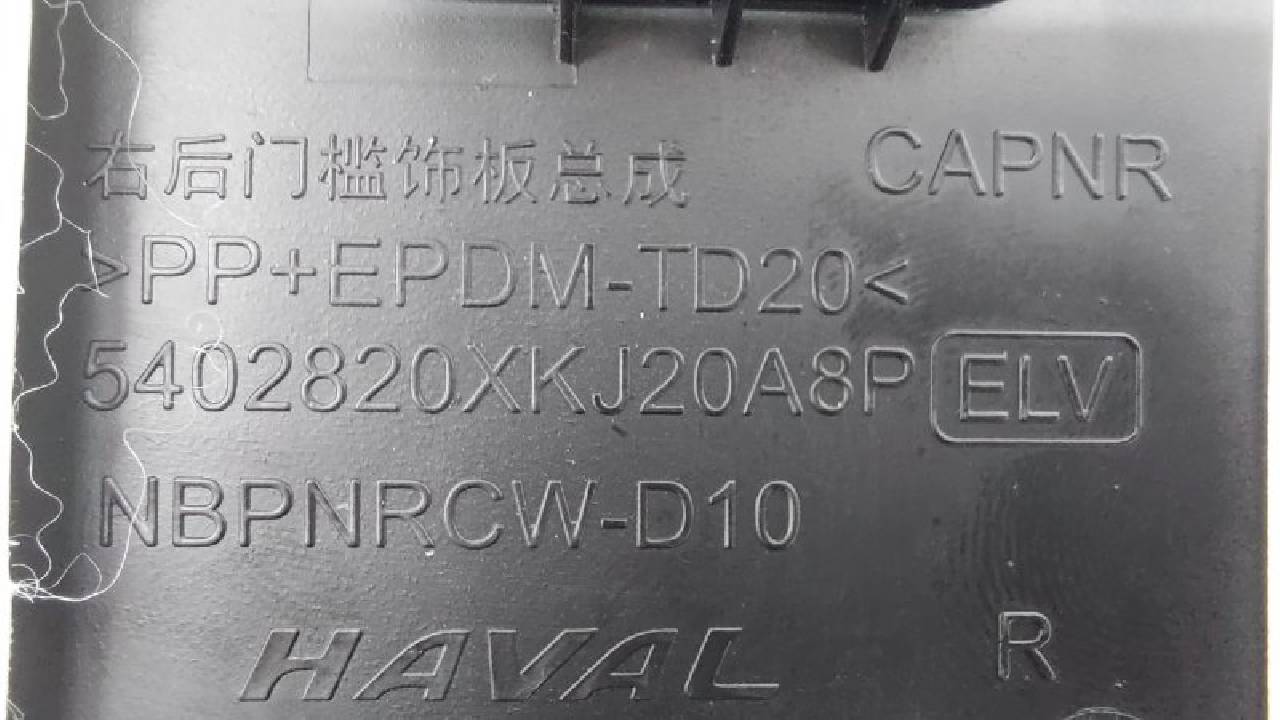 右后门槛饰板总成 CAPNR
>PP+EPDM-TD20<
5402820XKJ20A8P ELV
NBPNRCW-D10
HAVAL R